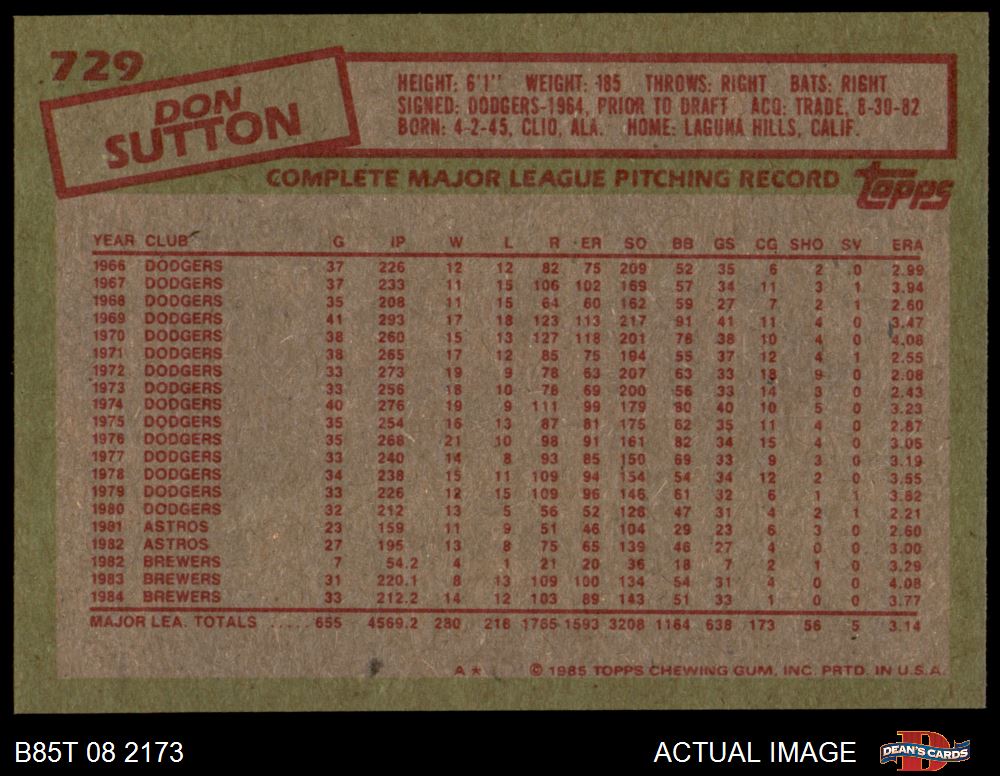 729
DON
SUTTON
HEIGHT: 6'1" WEIGHT: 185 THROWS: RIGHT BATS: RIGHT
SIGNED: DODGERS-1964, PRIOR TO DRAFT ACQ: TRADE, 8-30-82
BORN: 4-2-45, CLIO, ALA. HOME: LAGUNA HILLS, CALIF.
COMPLETE MAJOR LEAGUE PITCHING RECORD topps
YEAR CLUB G IP W L R ER SO BB GS CG SHO SV ERA
1966 DODGERS 37 226 12 12 82 75 209 52 35 6 2 0 2.99
1967 DODGERS 37 233 11 15 106 102 169 57 34 11 3 1 3.94
1968 DODGERS 35 208 11 15 64 60 162 59 27 7 2 1 2.60
1969 DODGERS 41 293 17 18 123 113 217 91 41 11 4 0 3.47
1970 DODGERS 38 260 15 13 127 118 201 78 38 10 4 0 4.08
1971 DODGERS 38 265 17 12 85 75 194 55 37 12 4 1 2.55
1972 DODGERS 33 273 19 9 78 63 207 63 33 18 9 0 2.08
1973 DODGERS 33 256 18 10 78 69 200 56 33 14 3 0 2.43
1974 DODGERS 40 276 19 9 111 99 179 80 40 10 5 0 3.23
1975 DODGERS 35 254 16 13 87 81 175 62 35 11 4 0 2.87
1976 DODGERS 35 268 21 10 98 91 161 82 34 15 4 0 3.06
1977 DODGERS 33 240 14 8 93 85 150 69 33 9 3 0 3.19
1978 DODGERS 34 238 15 11 109 94 154 54 34 12 2 0 3.55
1979 DODGERS 33 226 12 15 109 96 146 61 32 6 1 1 3.82
1980 DODGERS 32 212 13 5 56 52 128 47 31 4 2 1 2.21
1981 ASTROS 23 159 11 9 51 46 104 29 23 6 3 0 2.60
1982 ASTROS 27 195 13 8 75 65 139 46 27 4 0 0 3.00
1982 BREWERS 7 54.2 4 1 21 20 36 18 7 2 1 0 3.29
1983 BREWERS 31 220.1 8 13 109 100 134 54 31 4 0 0 4.08
1984 BREWERS 33 212.2 14 12 103 89 143 51 33 1 0 0 3.77
MAJOR LEA. TOTALS ..... 655 4569.2 280 218 1765 1593 3208 1164 638 173 56 5 3.14
A * © 1985 TOPPS CHEWING GUM, INC. PRTD. IN U.S.A.
B85T 08 2173 ACTUAL IMAGE D DEAN'S CARDS